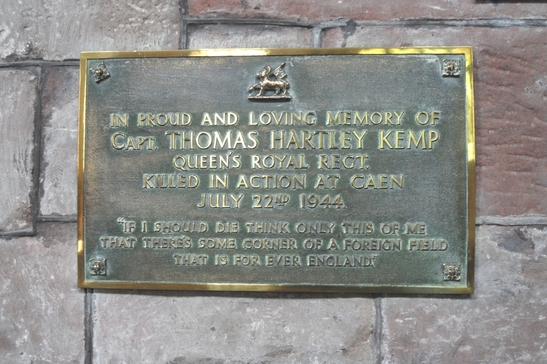 IN PROUD AND LOVING MEMORY OF
CAPT. THOMAS HARTLEY KEMP
QUEEN'S ROYAL REGT.
KILLED IN ACTION AT CAEN
JULY 22ND 1944.
"IF I SHOULD DIE THINK ONLY THIS OF ME
THAT THERE'S SOME CORNER OF A FOREIGN FIELD
THAT IS FOR EVER ENGLAND."